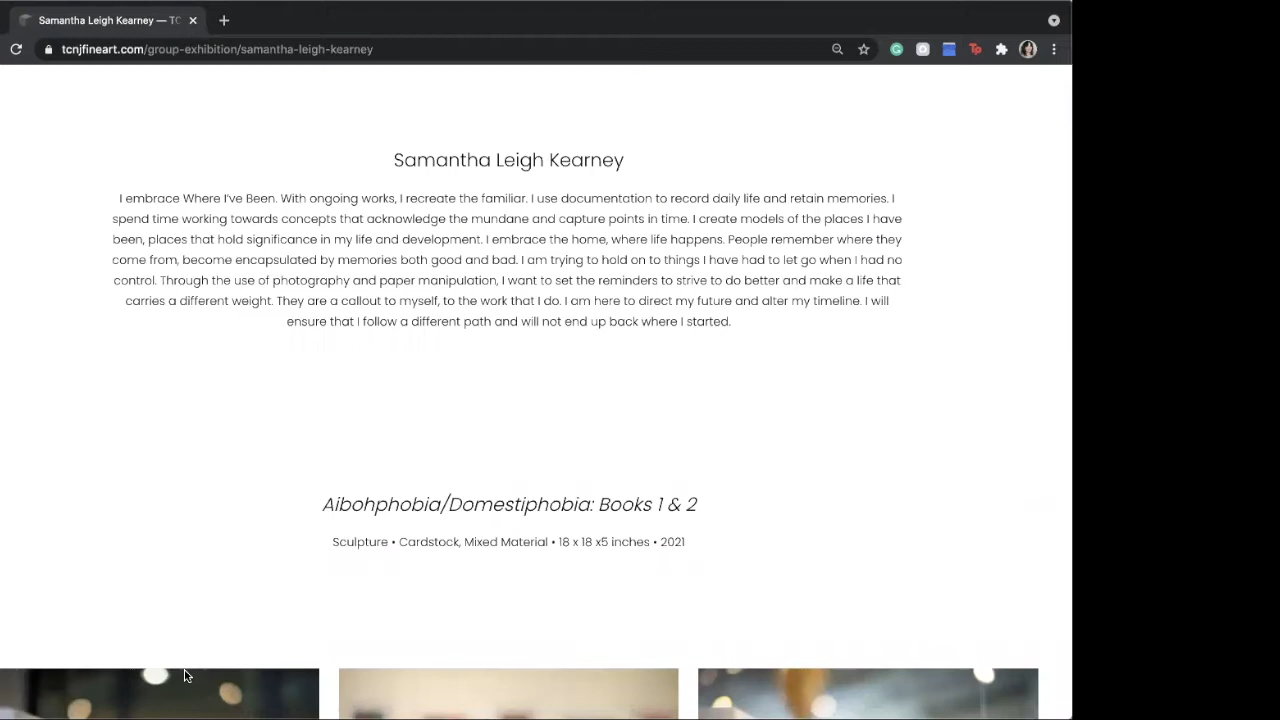 Samantha Leigh Kearney — TC
tcnjfineart.com/group-exhibition/samantha-leigh-kearney
Samantha Leigh Kearney
I embrace Where I've Been. With ongoing works, I recreate the familiar. I use documentation to record daily life and retain memories. I
spend time working towards concepts that acknowledge the mundane and capture points in time. I create models of the places I have
been, places that hold significance in my life and development. I embrace the home, where life happens. People remember where they
come from, become encapsulated by memories both good and bad. I am trying to hold on to things I have had to let go when I had no
control. Through the use of photography and paper manipulation, I want to set the reminders to strive to do better and make a life that
carries a different weight. They are a callout to myself, to the work that I do. I am here to direct my future and alter my timeline. I will
ensure that I follow a different path and will not end up back where I started.
Aibohphobia/Domestiphobia: Books 1 & 2
Sculpture • Cardstock, Mixed Material • 18 x 18 x5 inches • 2021